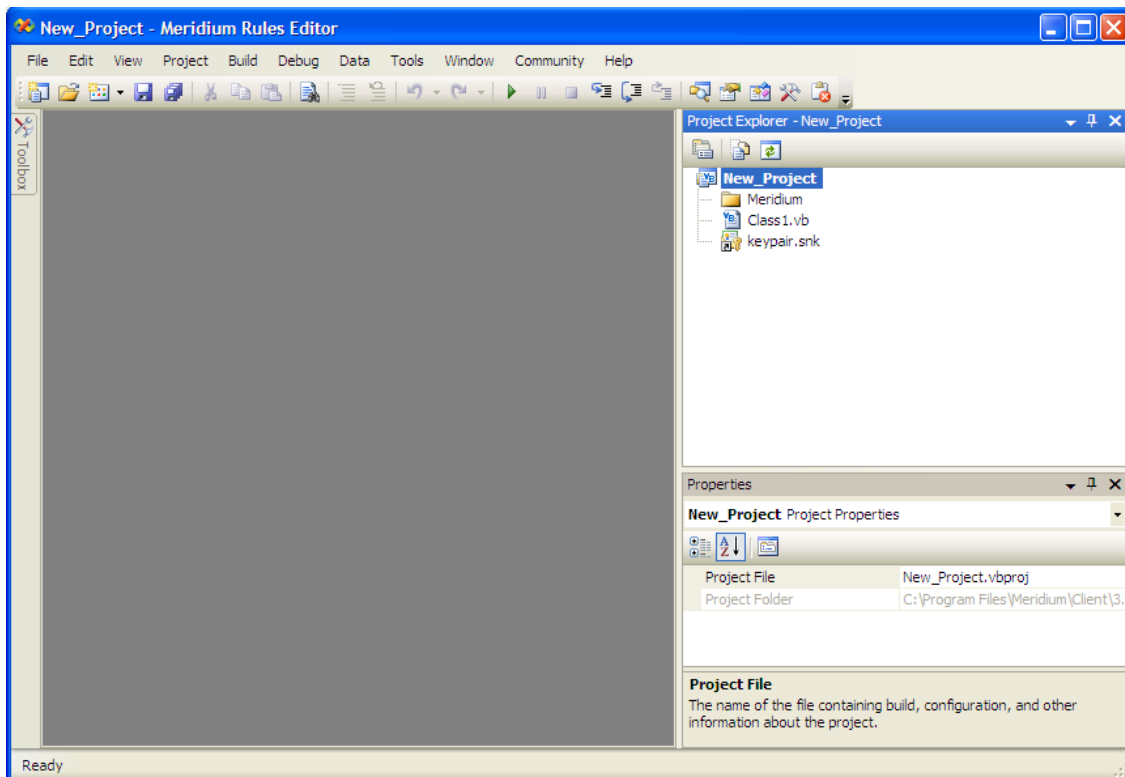 New_Project - Meridium Rules Editor
File Edit View Project Build Debug Data Tools Window Community Help
Toolbox
Project Explorer - New_Project
New_Project
Meridium
Class1.vb
keypair.snk
Properties
New_Project Project Properties
Project File New_Project.vbproj
Project Folder C:\Program Files\Meridium\Client\3.
Project File
The name of the file containing build, configuration, and other
information about the project.
Ready